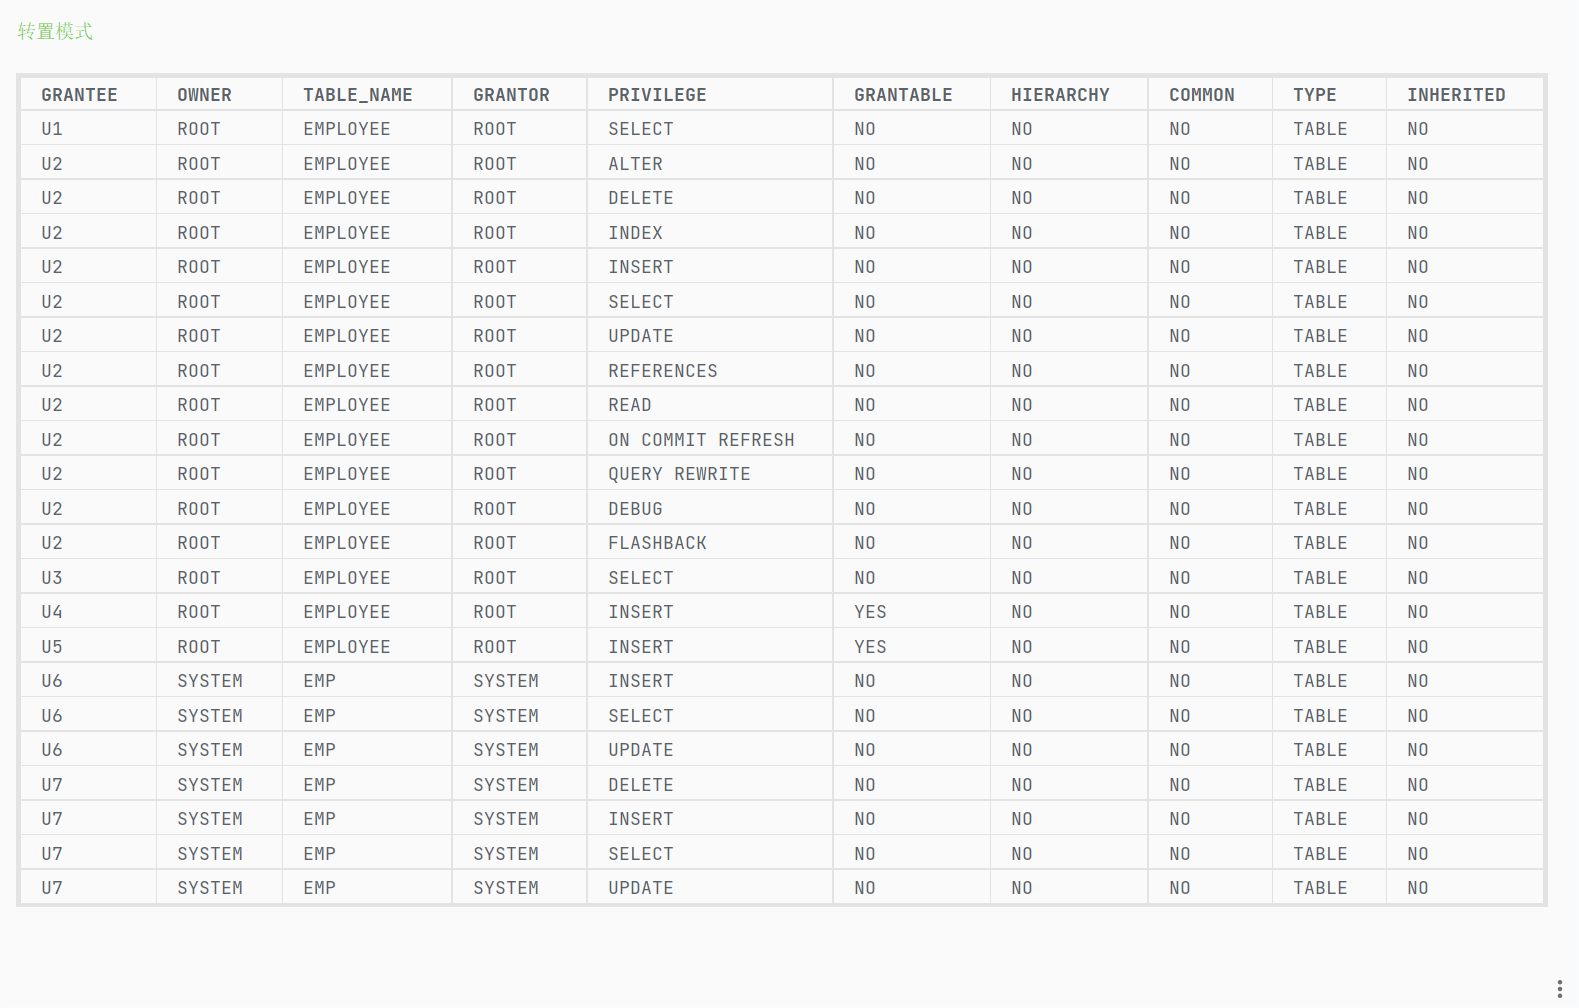 转置模式
GRANTEE OWNER TABLE_NAME GRANTOR PRIVILEGE GRANTABLE HIERARCHY COMMON TYPE INHERITED
U1 ROOT EMPLOYEE ROOT SELECT NO NO NO TABLE NO
U2 ROOT EMPLOYEE ROOT ALTER NO NO NO TABLE NO
U2 ROOT EMPLOYEE ROOT DELETE NO NO NO TABLE NO
U2 ROOT EMPLOYEE ROOT INDEX NO NO NO TABLE NO
U2 ROOT EMPLOYEE ROOT INSERT NO NO NO TABLE NO
U2 ROOT EMPLOYEE ROOT SELECT NO NO NO TABLE NO
U2 ROOT EMPLOYEE ROOT UPDATE NO NO NO TABLE NO
U2 ROOT EMPLOYEE ROOT REFERENCES NO NO NO TABLE NO
U2 ROOT EMPLOYEE ROOT READ NO NO NO TABLE NO
U2 ROOT EMPLOYEE ROOT ON COMMIT REFRESH NO NO NO TABLE NO
U2 ROOT EMPLOYEE ROOT QUERY REWRITE NO NO NO TABLE NO
U2 ROOT EMPLOYEE ROOT DEBUG NO NO NO TABLE NO
U2 ROOT EMPLOYEE ROOT FLASHBACK NO NO NO TABLE NO
U3 ROOT EMPLOYEE ROOT SELECT NO NO NO TABLE NO
U4 ROOT EMPLOYEE ROOT INSERT YES NO NO TABLE NO
U5 ROOT EMPLOYEE ROOT INSERT YES NO NO TABLE NO
U6 SYSTEM EMP SYSTEM INSERT NO NO NO TABLE NO
U6 SYSTEM EMP SYSTEM SELECT NO NO NO TABLE NO
U6 SYSTEM EMP SYSTEM UPDATE NO NO NO TABLE NO
U7 SYSTEM EMP SYSTEM DELETE NO NO NO TABLE NO
U7 SYSTEM EMP SYSTEM INSERT NO NO NO TABLE NO
U7 SYSTEM EMP SYSTEM SELECT NO NO NO TABLE NO
U7 SYSTEM EMP SYSTEM UPDATE NO NO NO TABLE NO